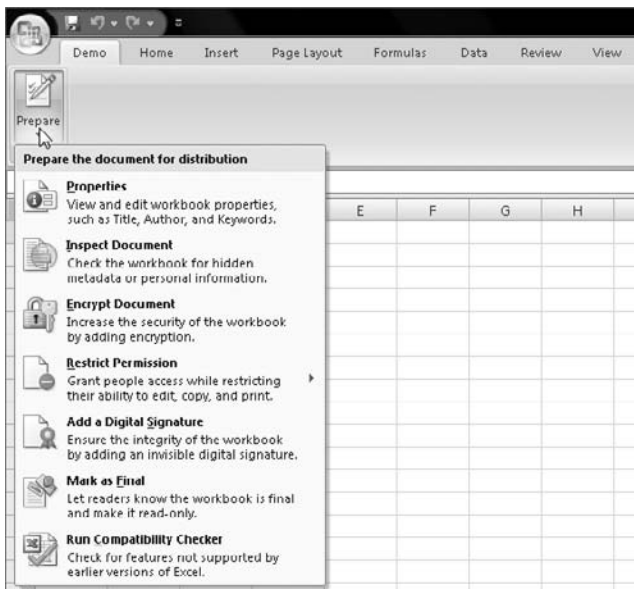 Demo Home Insert Page Layout Formulas Data Review View
Prepare
Prepare the document for distribution
Properties
View and edit workbook properties,
such as Title, Author, and Keywords.
E F G H
Inspect Document
Check the workbook for hidden
metadata or personal information.
Encrypt Document
Increase the security of the workbook
by adding encryption.
Restrict Permission
Grant people access while restricting
their ability to edit, copy, and print.
Add a Digital Signature
Ensure the integrity of the workbook
by adding an invisible digital signature.
Mark as Final
Let readers know the workbook is final
and make it read-only.
Run Compatibility Checker
Check for features not supported by
earlier versions of Excel.